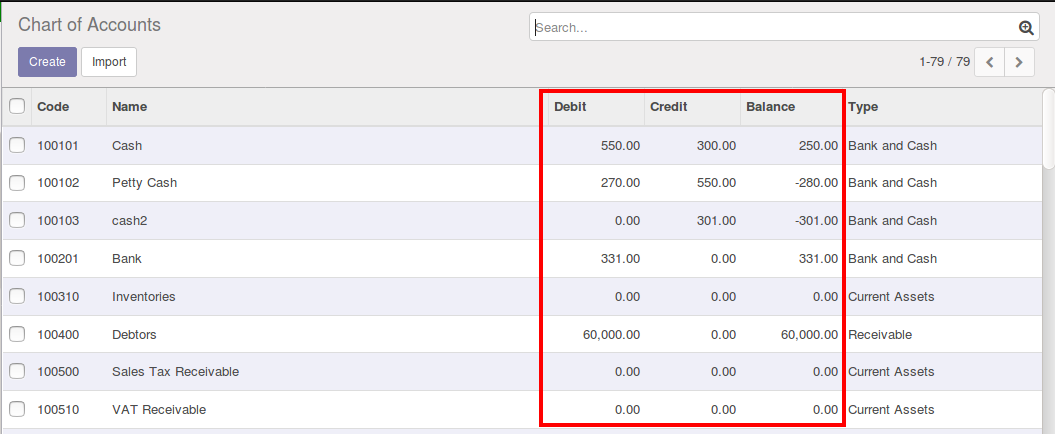 Chart of Accounts
Search...
Create Import
1-79 / 79
Code Name Debit Credit Balance Type
100101 Cash 550.00 300.00 250.00 Bank and Cash
100102 Petty Cash 270.00 550.00 -280.00 Bank and Cash
100103 cash2 0.00 301.00 -301.00 Bank and Cash
100201 Bank 331.00 0.00 331.00 Bank and Cash
100310 Inventories 0.00 0.00 0.00 Current Assets
100400 Debtors 60,000.00 0.00 60,000.00 Receivable
100500 Sales Tax Receivable 0.00 0.00 0.00 Current Assets
100510 VAT Receivable 0.00 0.00 0.00 Current Assets